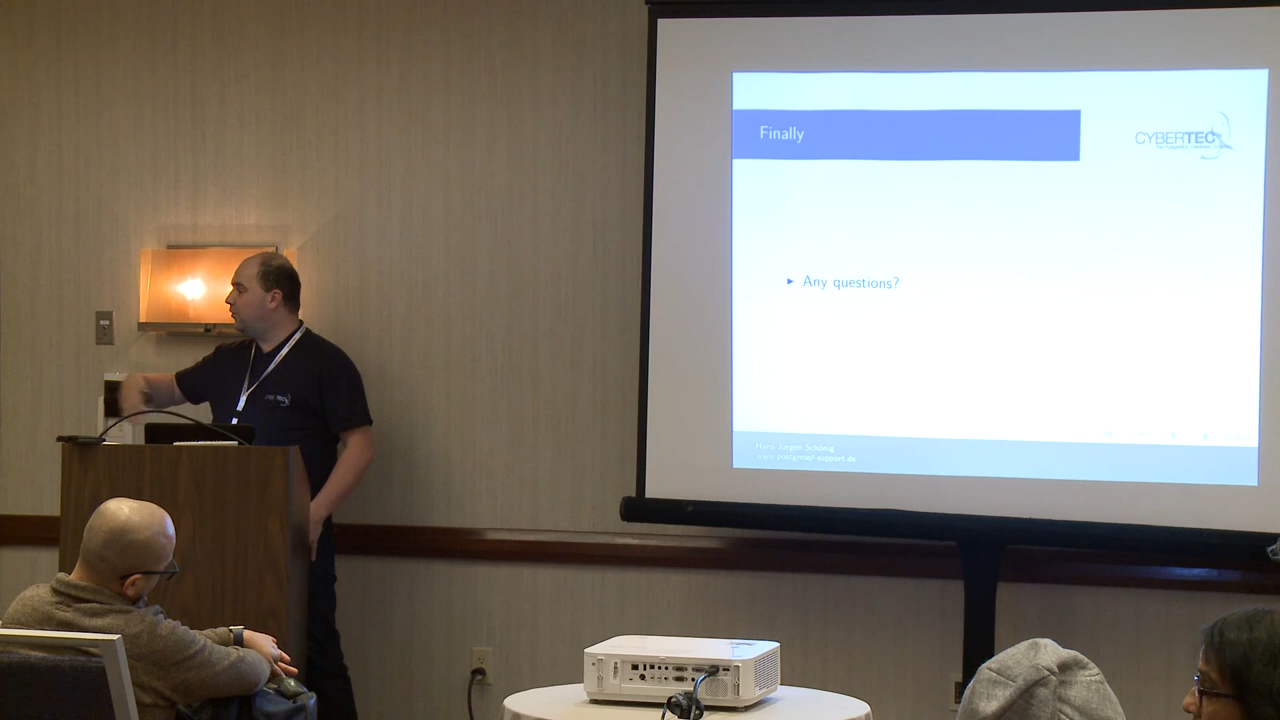 Finally
CYBERTEC
Any questions?
Hans-Jürgen Schönig
www.postgresql-support.de